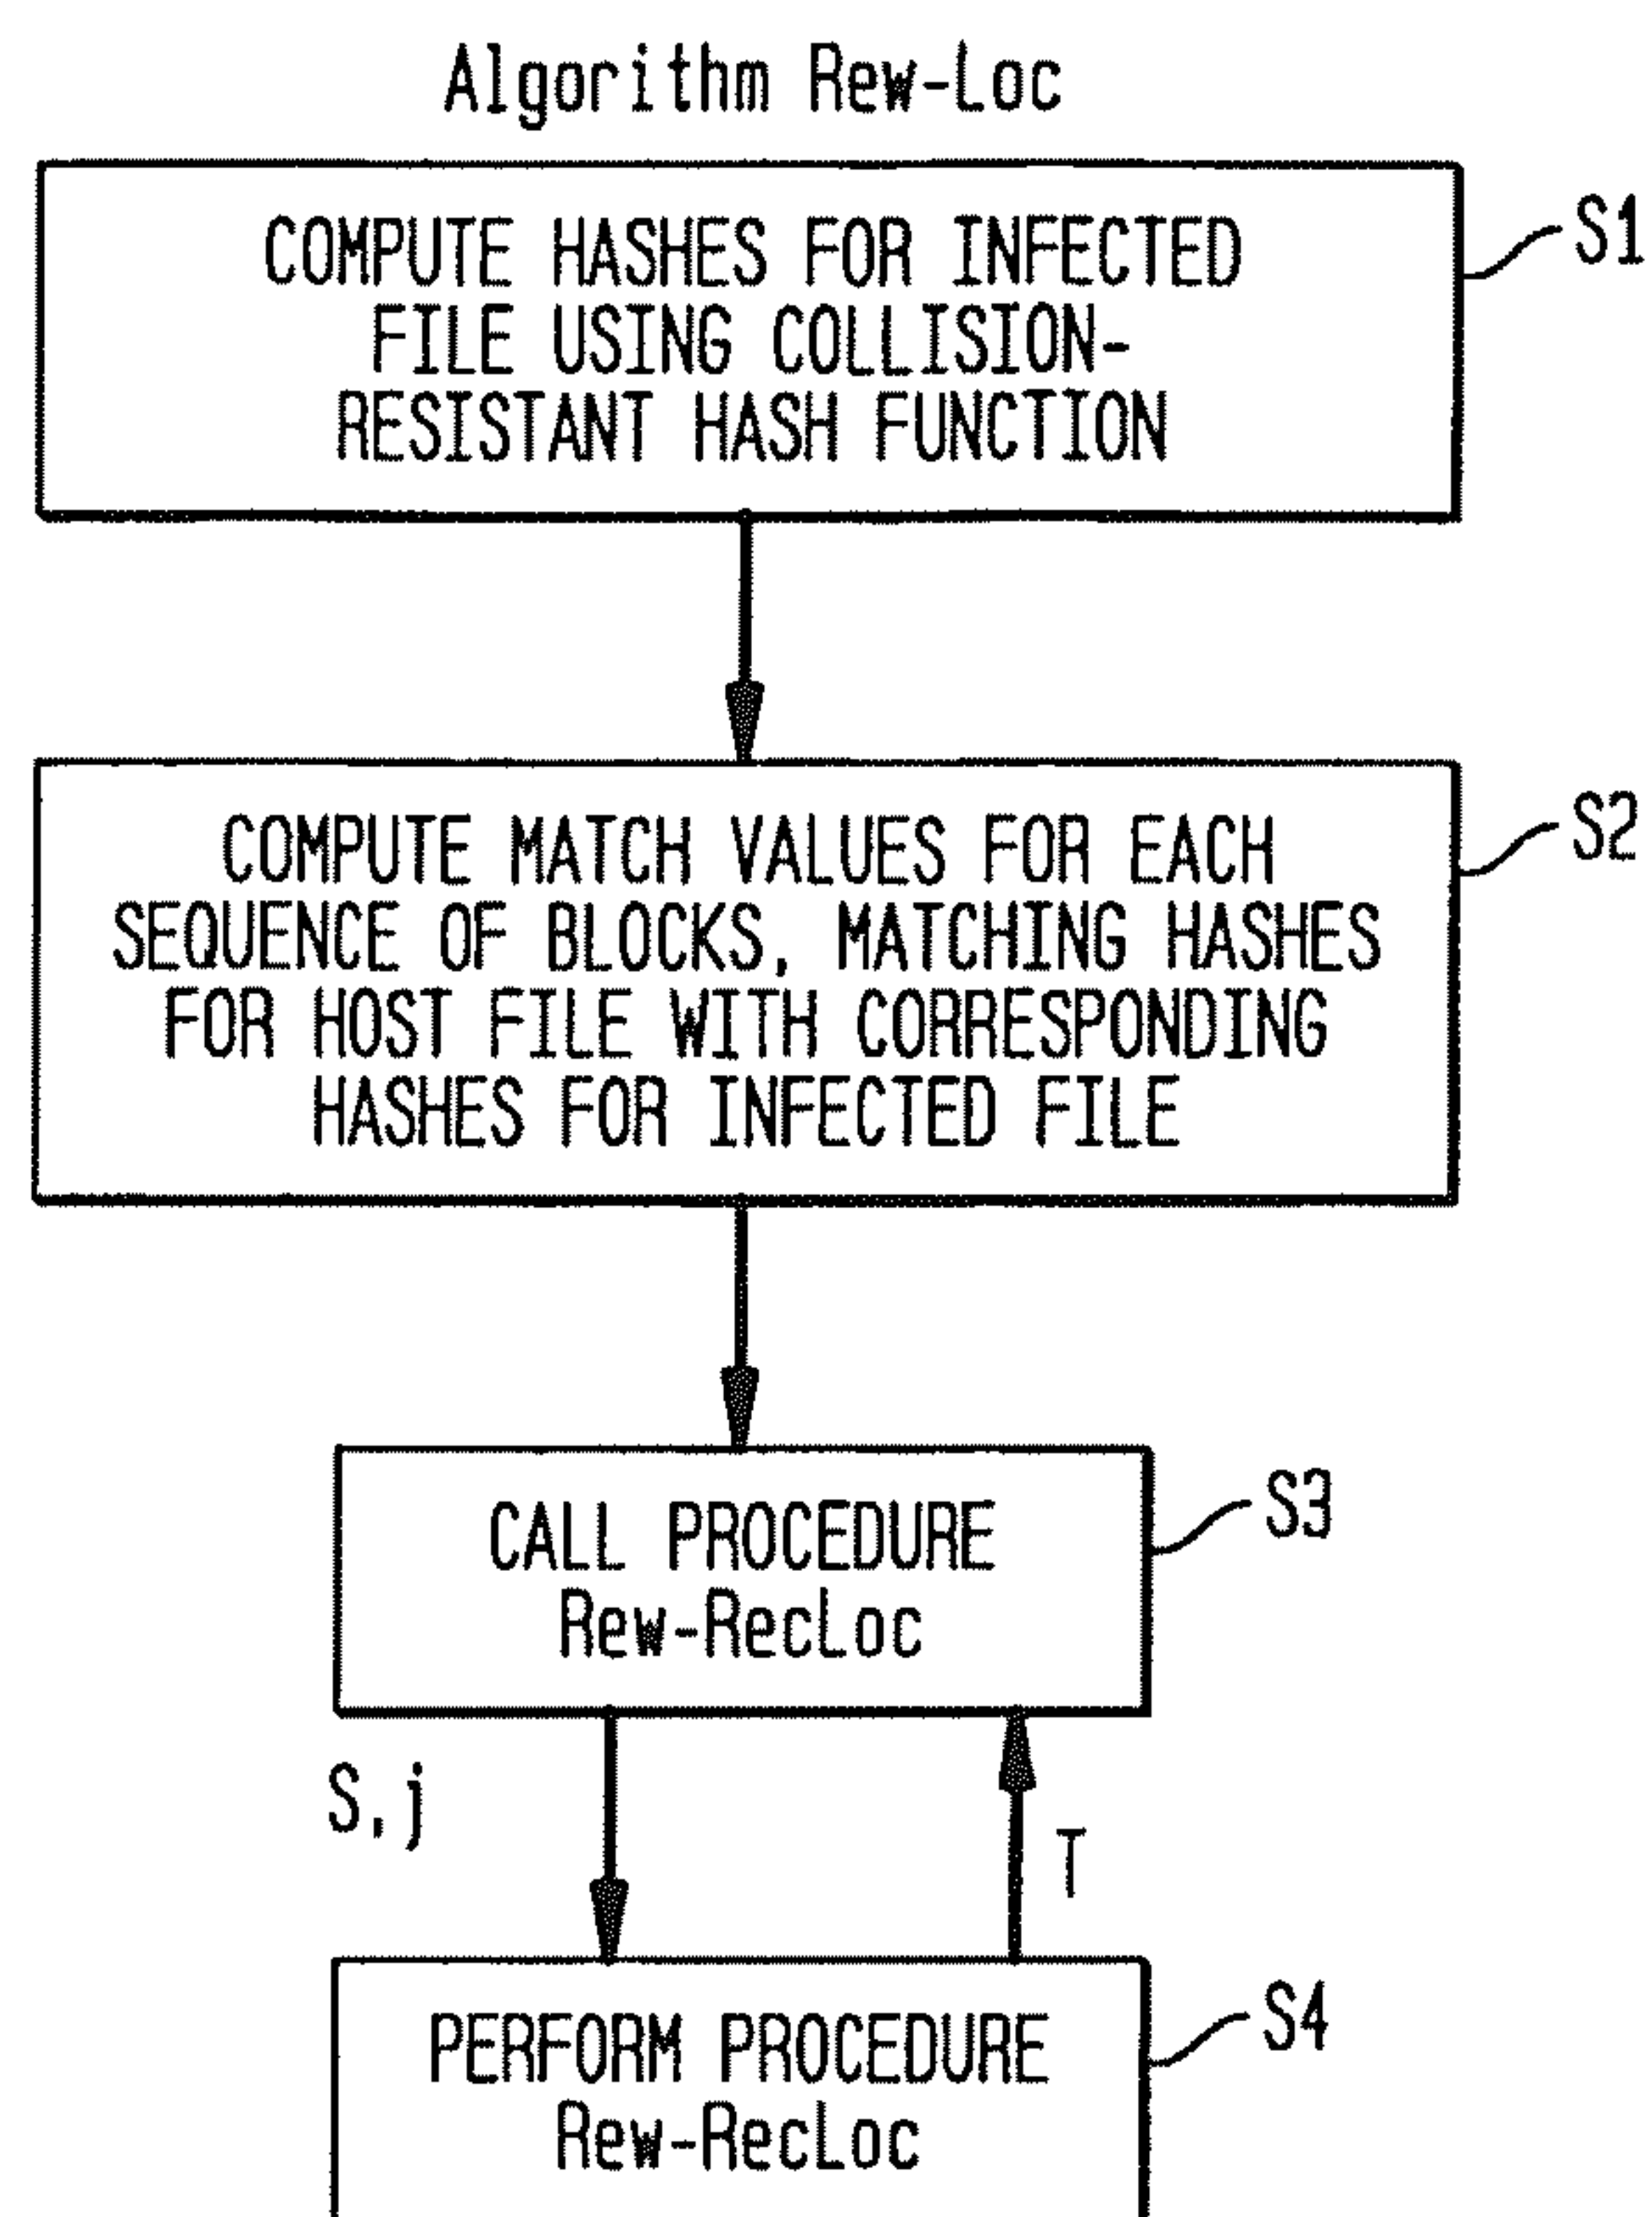 Algorithm Rew-Loc
COMPUTE HASHES FOR INFECTED
FILE USING COLLISION-
RESISTANT HASH FUNCTION
S1
COMPUTE MATCH VALUES FOR EACH
SEQUENCE OF BLOCKS, MATCHING HASHES
FOR HOST FILE WITH CORRESPONDING
HASHES FOR INFECTED FILE
S2
CALL PROCEDURE
Rew-RecLoc
S3
S,j
T
PERFORM PROCEDURE
Rew-RecLoc
S4